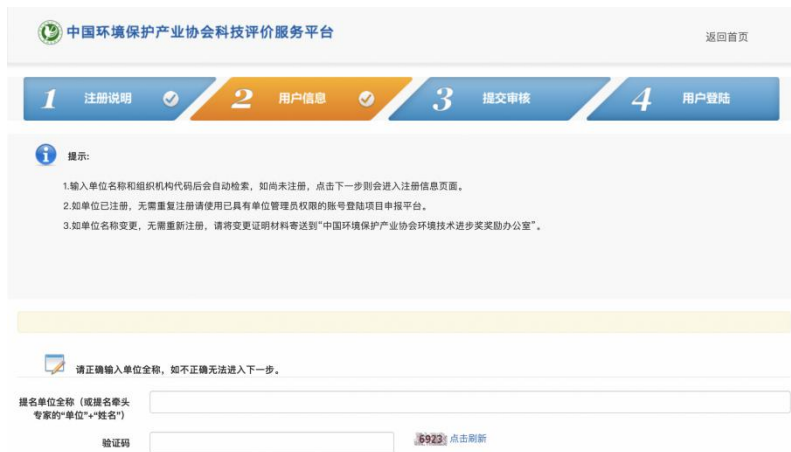 中国环境保护产业协会科技评价服务平台
返回首页
1 注册说明
2 用户信息
3 提交审核
4 用户登陆
提示:
1.输入单位名称和组织机构代码后会自动检索，如尚未注册，点击下一步则会进入注册信息页面。
2.如单位已注册，无需重复注册请使用已具有单位管理员权限的账号登陆项目申报平台。
3.如单位名称变更，无需重新注册，请将变更证明材料寄送到“中国环境保护产业协会环境技术进步奖奖励办公室”。
请正确输入单位全称，如不正确无法进入下一步。
提名单位全称（或提名牵头
专家的“单位”+“姓名”）
验证码
6923 点击刷新